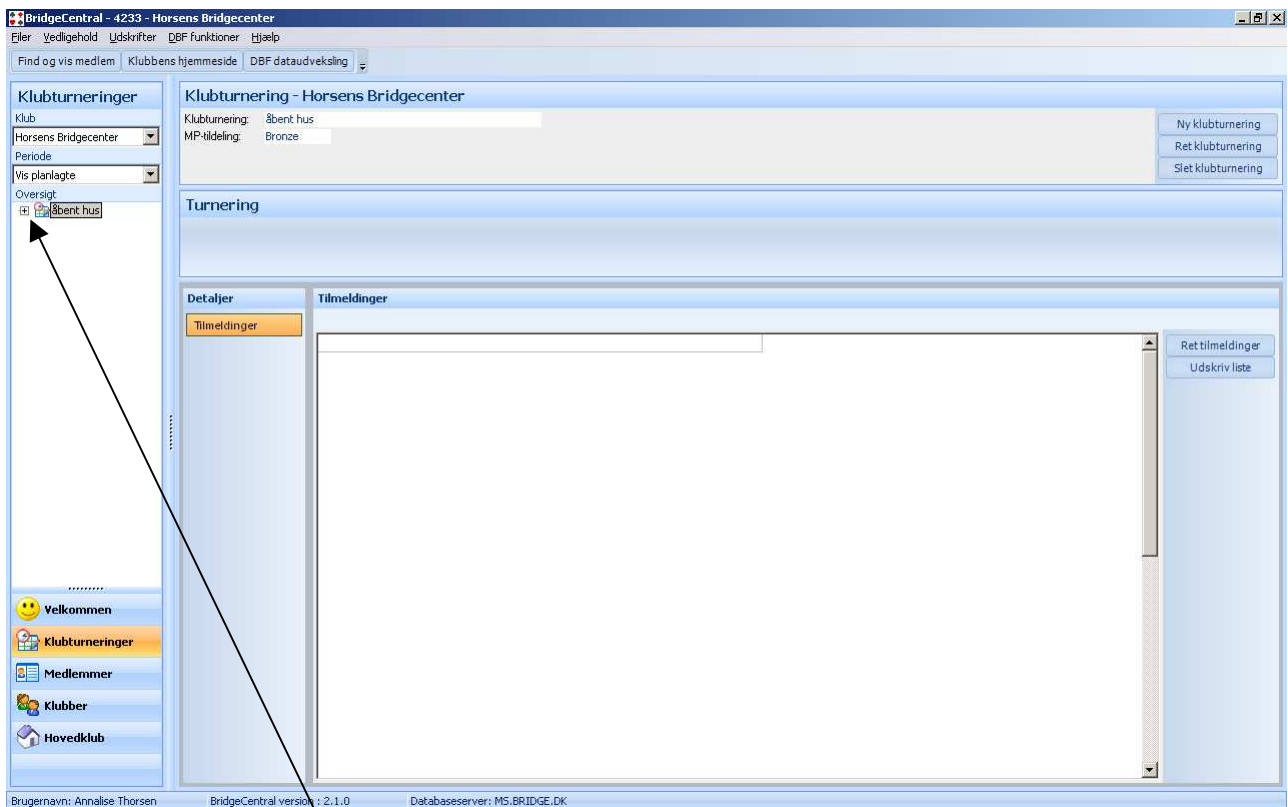 BridgeCentral - 4233 - Horsens Bridgecenter
Filer Vedligehold Udskrifter DBF funktioner Hjælp
Find og vis medlem Klubbens hjemmeside DBF dataudveksling
Klubturneringer
Klub
Horsens Bridgecenter
Periode
Vis planlagte
Oversigt
åbent hus
Klubturnering - Horsens Bridgecenter
Klubturnering: åbent hus
MP-tildeling: Bronze
Ny klubturnering
Ret klubturnering
Slet klubturnering
Turnering
Detaljer
Tilmeldinger
Tilmeldinger
Ret tilmeldinger
Udskriv liste
Velkommen
Klubturneringer
Medlemmer
Klubber
Hovedklub
Brugernavn: Annalise Thorsen BridgeCentral version : 2.1.0 Databaseserver: MS.BRIDGE.DK